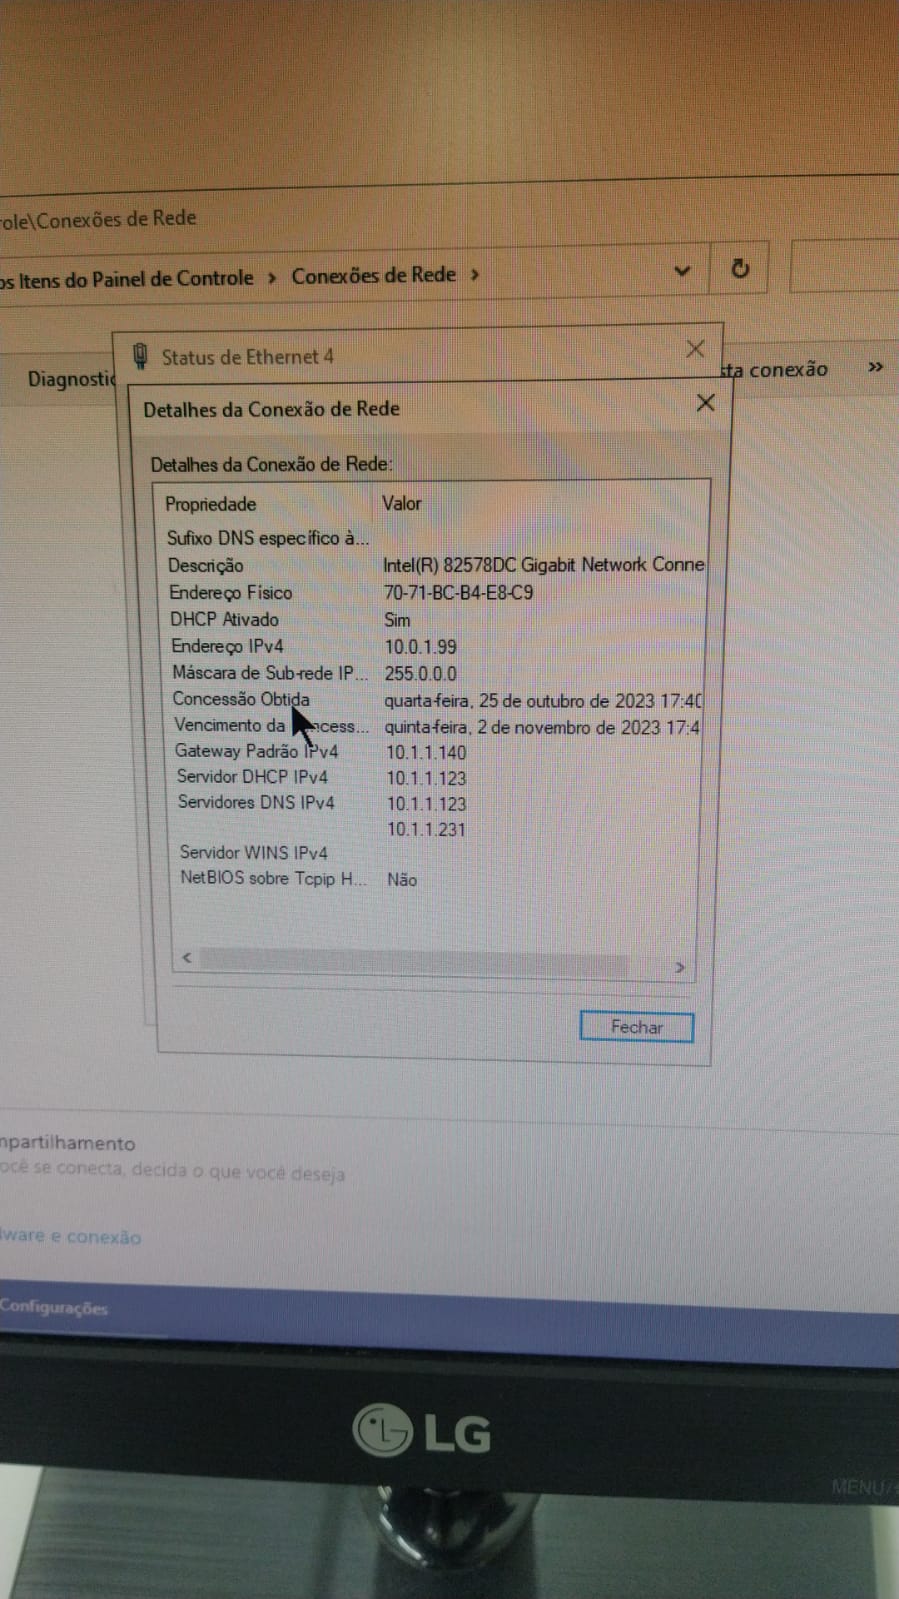 role\Conexões de Rede
os Itens do Painel de Controle > Conexões de Rede >
Status de Ethernet 4
Diagnostic
sta conexão »
Detalhes da Conexão de Rede
Detalhes da Conexão de Rede:
Propriedade Valor
Sufixo DNS específico à...
Descrição Intel(R) 82578DC Gigabit Network Conne
Endereço Físico 70-71-BC-B4-E8-C9
DHCP Ativado Sim
Endereço IPv4 10.0.1.99
Máscara de Sub-rede IP... 255.0.0.0
Concessão Obtida quarta-feira, 25 de outubro de 2023 17:40
Vencimento da ncess... quinta-feira, 2 de novembro de 2023 17:4
Gateway Padrão IPv4 10.1.1.140
Servidor DHCP IPv4 10.1.1.123
Servidores DNS IPv4 10.1.1.123
10.1.1.231
Servidor WINS IPv4
NetBIOS sobre Tcpip H... Não
Fechar
mpartilhamento
ocê se conecta, decida o que você deseja
dware e conexão
Configurações
LG
MENU/